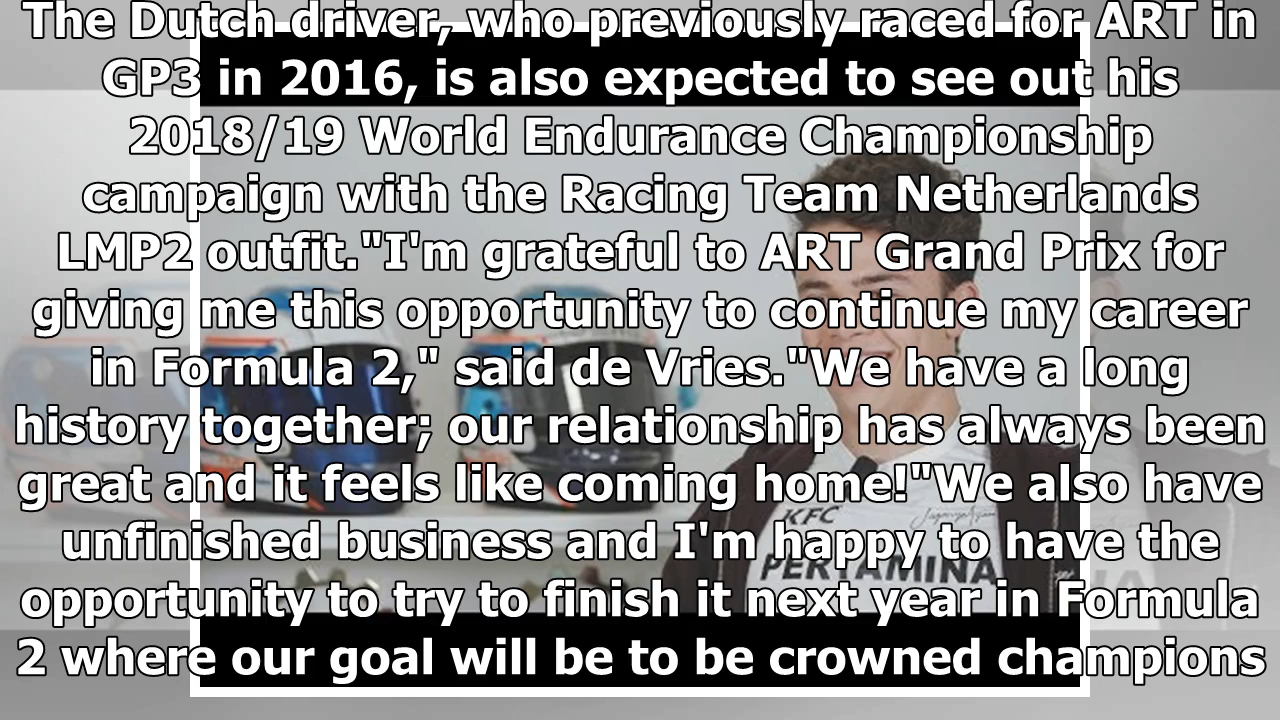 The Dutch driver, who previously raced for ART in
GP3 in 2016, is also expected to see out his
2018/19 World Endurance Championship
campaign with the Racing Team Netherlands
LMP2 outfit."I'm grateful to ART Grand Prix for
giving me this opportunity to continue my career
in Formula 2," said de Vries."We have a long
history together; our relationship has always been
great and it feels like coming home!"We also have
unfinished business and I'm happy to have the
KFC
PERTAMINA
opportunity to try to finish it next year in Formula
2 where our goal will be to be crowned champions